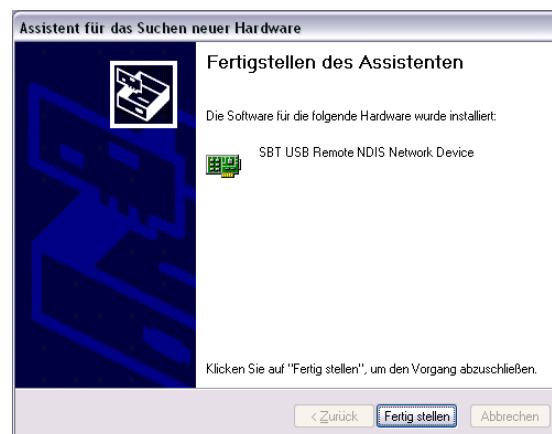 Assistent für das Suchen neuer Hardware
Fertigstellen des Assistenten
Die Software für die folgende Hardware wurde installiert:
SBT USB Remote NDIS Network Device
Klicken Sie auf "Fertig stellen", um den Vorgang abzuschließen.
< Zurück Fertig stellen Abbrechen